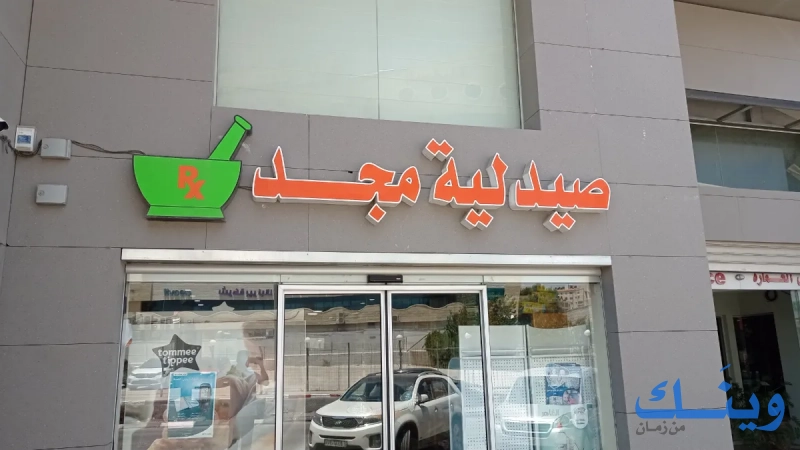 صيدلية مجد
RX
tommee
tippee
وينك
من زمان